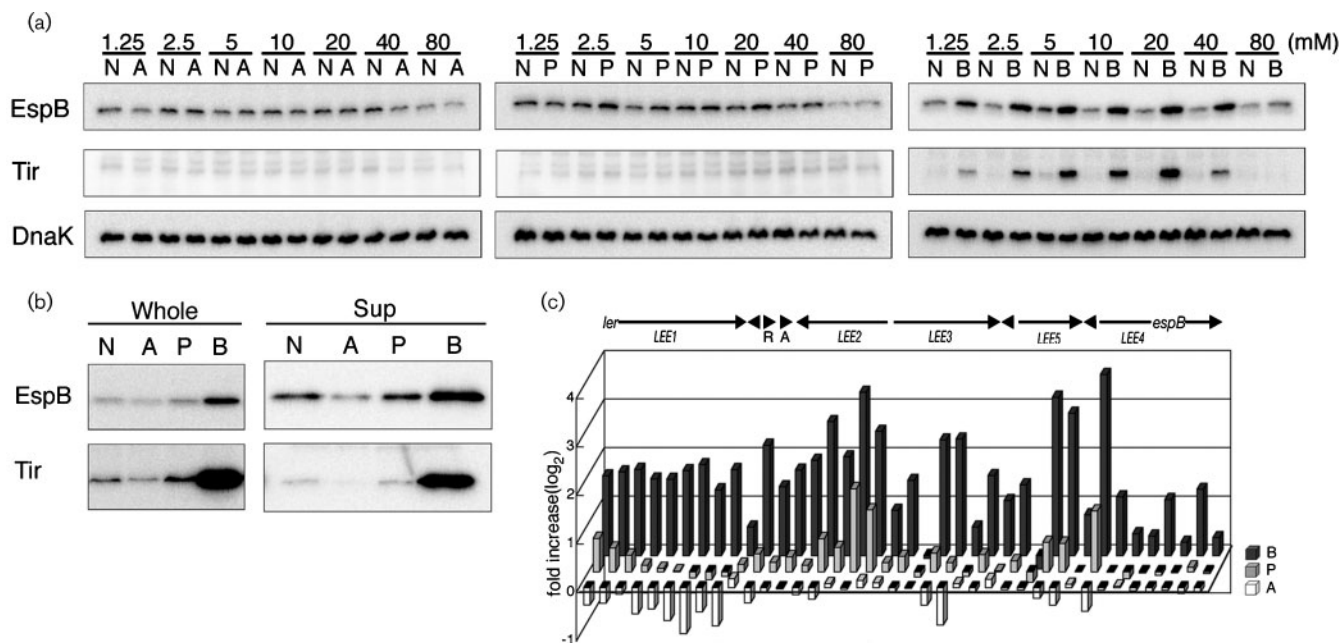 (a)
1.25 2.5 5 10 20 40 80 1.25 2.5 5 10 20 40 80 1.25 2.5 5 10 20 40 80 (mM)
N A N A N A N A N A N A N A N P N P N P N P N P N P N P N B N B N B N B N B N B N B
EspB
Tir
DnaK
(b)
Whole Sup
N A P B N A P B
EspB
Tir
(c)
ler espB
LEE1 R A LEE2 LEE3 LEE5 LEE4
fold increase(log2)
4
3
2
1
0
-1
B
P
A